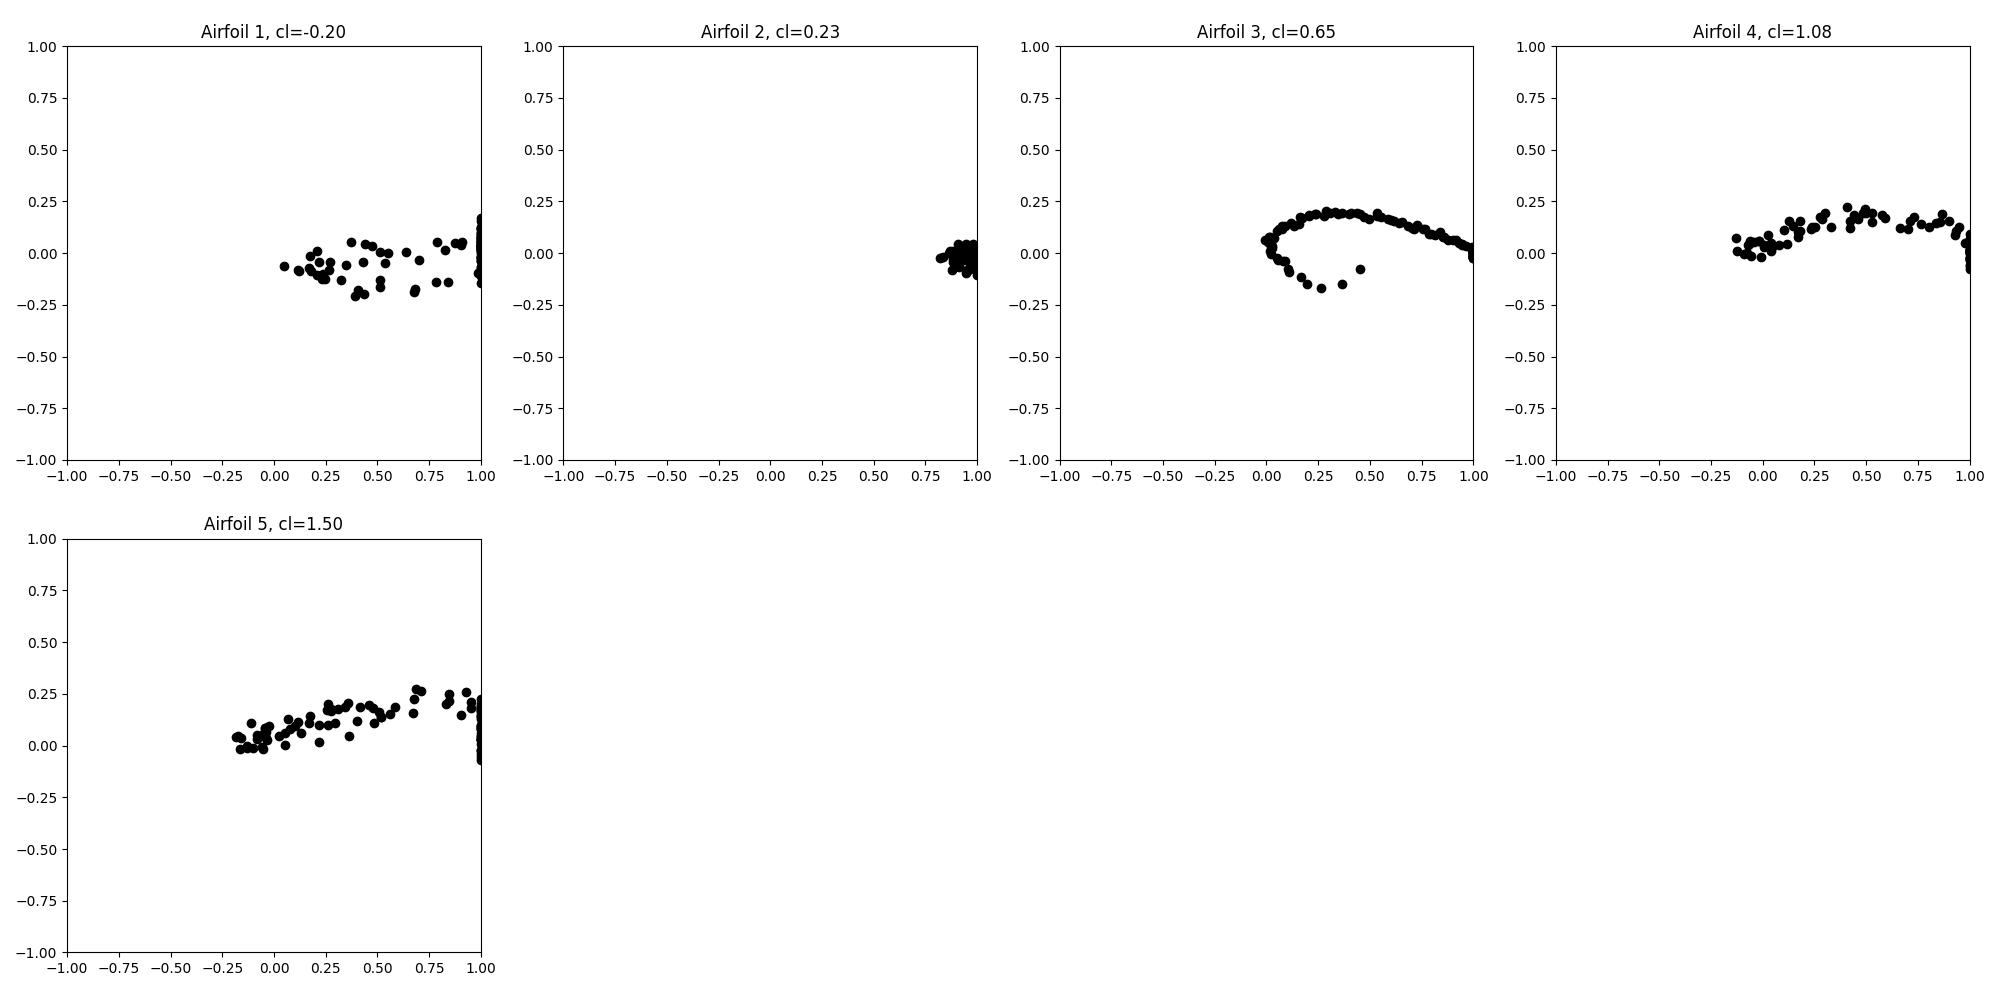 Airfoil 1, cl=-0.20
Airfoil 2, cl=0.23
Airfoil 3, cl=0.65
Airfoil 4, cl=1.08
1.00 1.00 1.00 1.00
0.75 0.75 0.75 0.75
0.50 0.50 0.50 0.50
0.25 0.25 0.25 0.25
0.00 0.00 0.00 0.00
−0.25 −0.25 −0.25 −0.25
−0.50 −0.50 −0.50 −0.50
−0.75 −0.75 −0.75 −0.75
−1.00 −1.00 −1.00 −1.00
−1.00 −0.75 −0.50 −0.25 0.00 0.25 0.50 0.75 1.00
−1.00 −0.75 −0.50 −0.25 0.00 0.25 0.50 0.75 1.00
−1.00 −0.75 −0.50 −0.25 0.00 0.25 0.50 0.75 1.00
−1.00 −0.75 −0.50 −0.25 0.00 0.25 0.50 0.75 1.00
Airfoil 5, cl=1.50
1.00
0.75
0.50
0.25
0.00
−0.25
−0.50
−0.75
−1.00
−1.00 −0.75 −0.50 −0.25 0.00 0.25 0.50 0.75 1.00